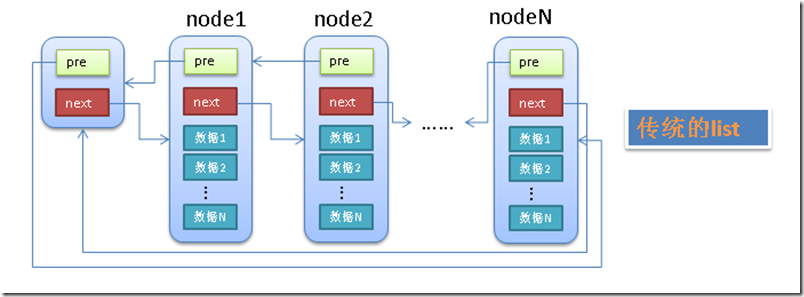 node1
node2
nodeN
pre
next
pre
next
数据1
数据2
数据N
pre
next
数据1
数据2
数据N
……
pre
next
数据1
数据2
数据N
传统的list